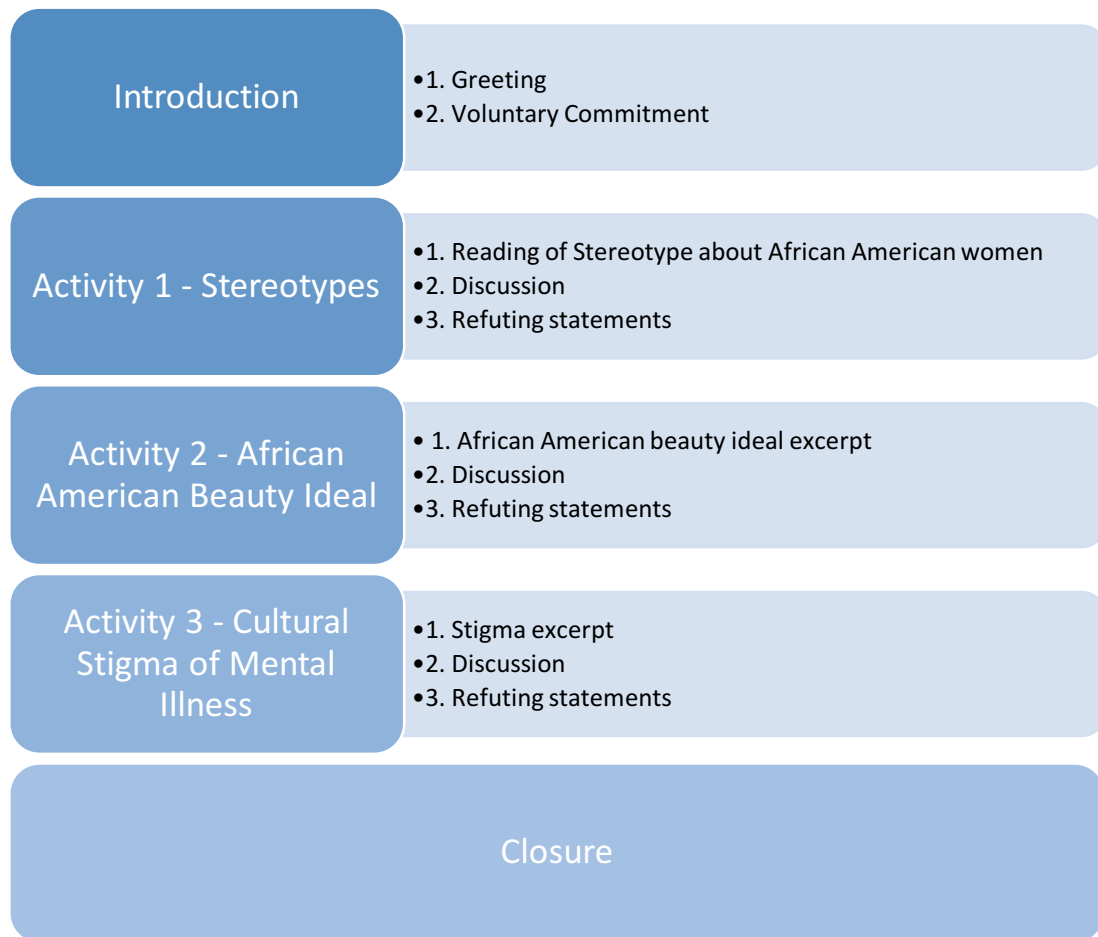 Introduction
•1. Greeting
•2. Voluntary Commitment
Activity 1 - Stereotypes
•1. Reading of Stereotype about African American women
•2. Discussion
•3. Refuting statements
Activity 2 - African
American Beauty Ideal
• 1. African American beauty ideal excerpt
•2. Discussion
•3. Refuting statements
Activity 3 - Cultural
Stigma of Mental
Illness
•1. Stigma excerpt
•2. Discussion
•3. Refuting statements
Closure